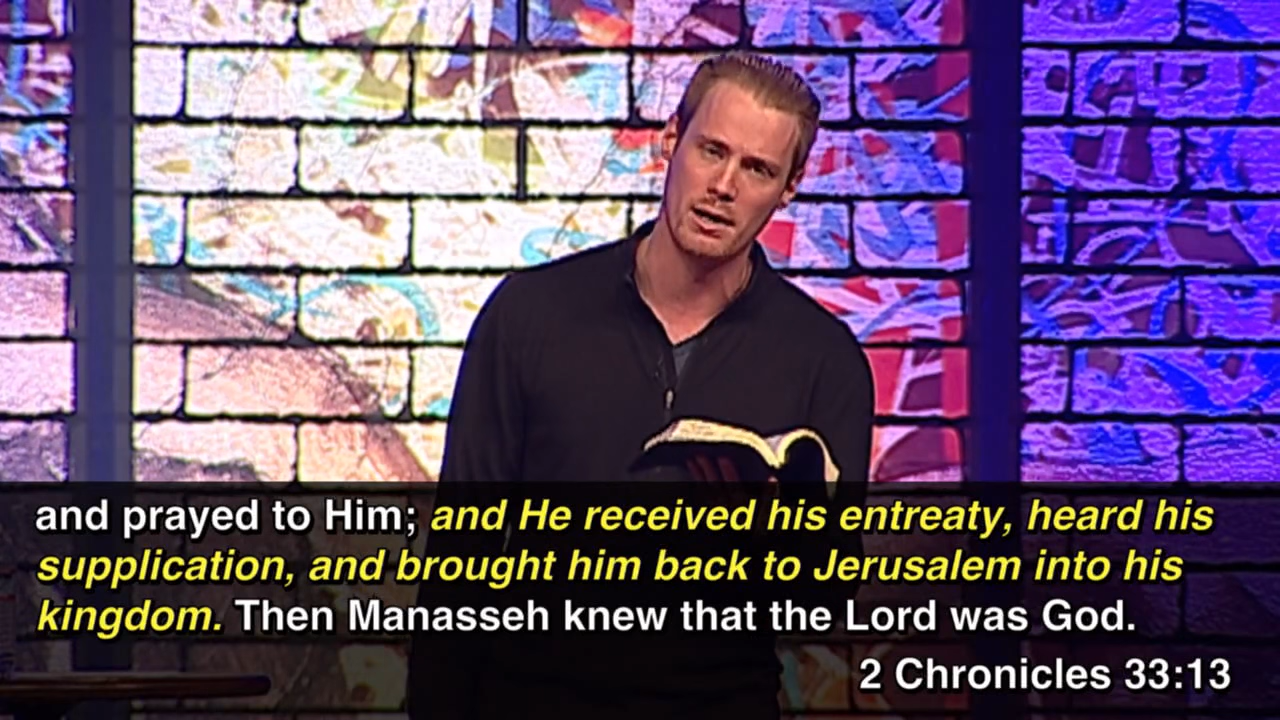 and prayed to Him; and He received his entreaty, heard his
supplication, and brought him back to Jerusalem into his
kingdom. Then Manasseh knew that the Lord was God.
2 Chronicles 33:13